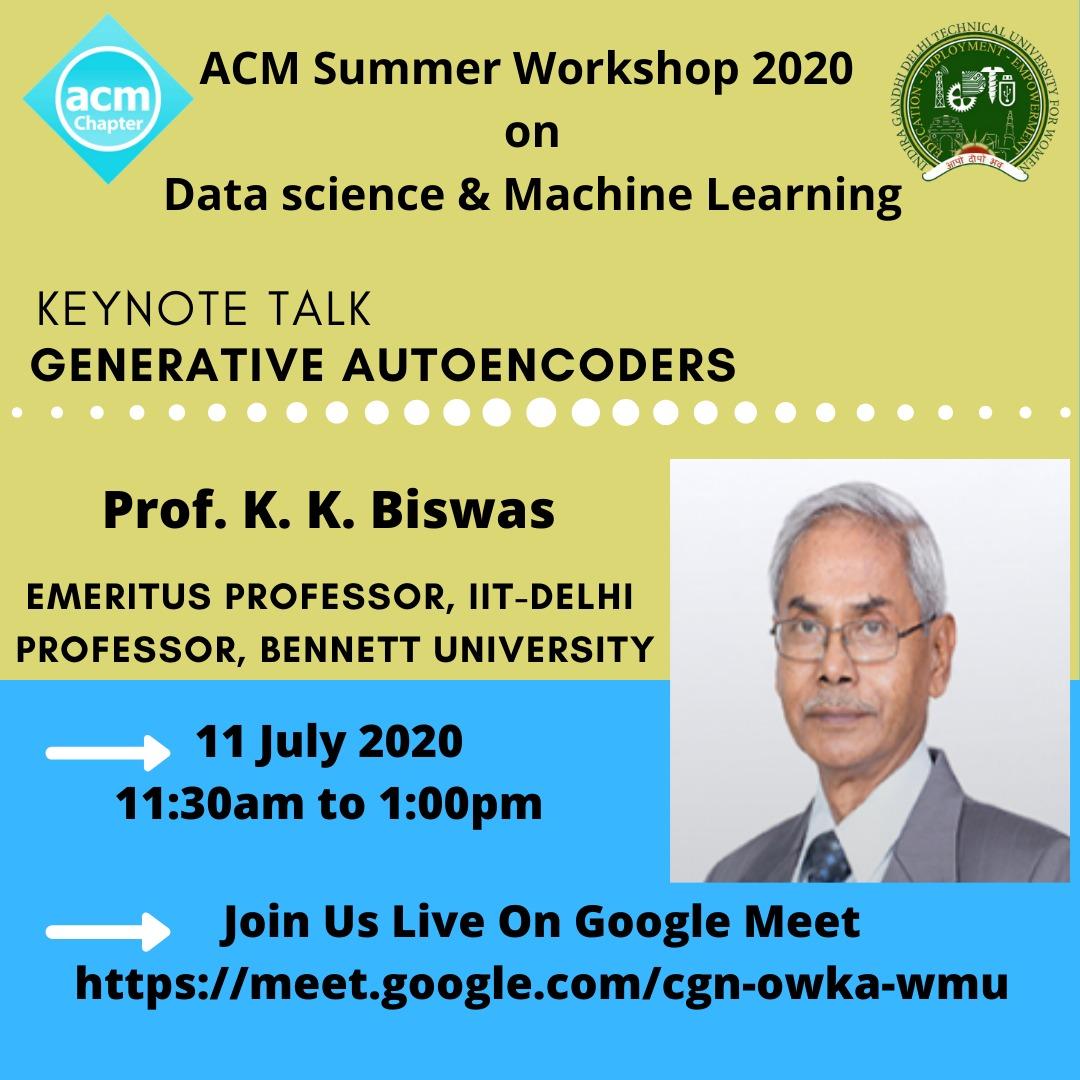 acm
Chapter
ACM Summer Workshop 2020
on
Data science & Machine Learning
INDIRA GANDHI DELHI TECHNICAL UNIVERSITY FOR WOMEN
EDUCATION - EMPLOYMENT - EMPOWERMENT
आपो दीपो भव
KEYNOTE TALK
GENERATIVE AUTOENCODERS
Prof. K. K. Biswas
EMERITUS PROFESSOR, IIT-DELHI
PROFESSOR, BENNETT UNIVERSITY
11 July 2020
11:30am to 1:00pm
Join Us Live On Google Meet
https://meet.google.com/cgn-owka-wmu